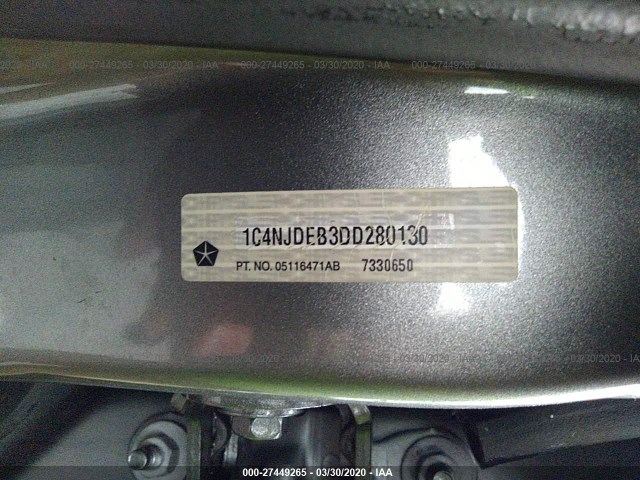 000-27449265 - 03/30/2020 - IAA
1C4NJDEB3DD280130
PT. NO. 05116471AB 7330650
000-27449265 - 03/30/2020 - IAA